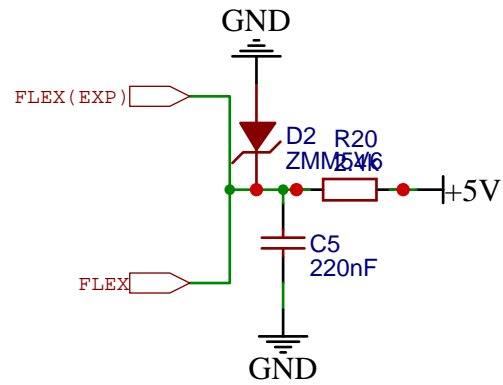 GND
FLEX(EXP)
D2
ZMM5V6
R20
2.4k
+5V
C5
220nF
FLEX
GND